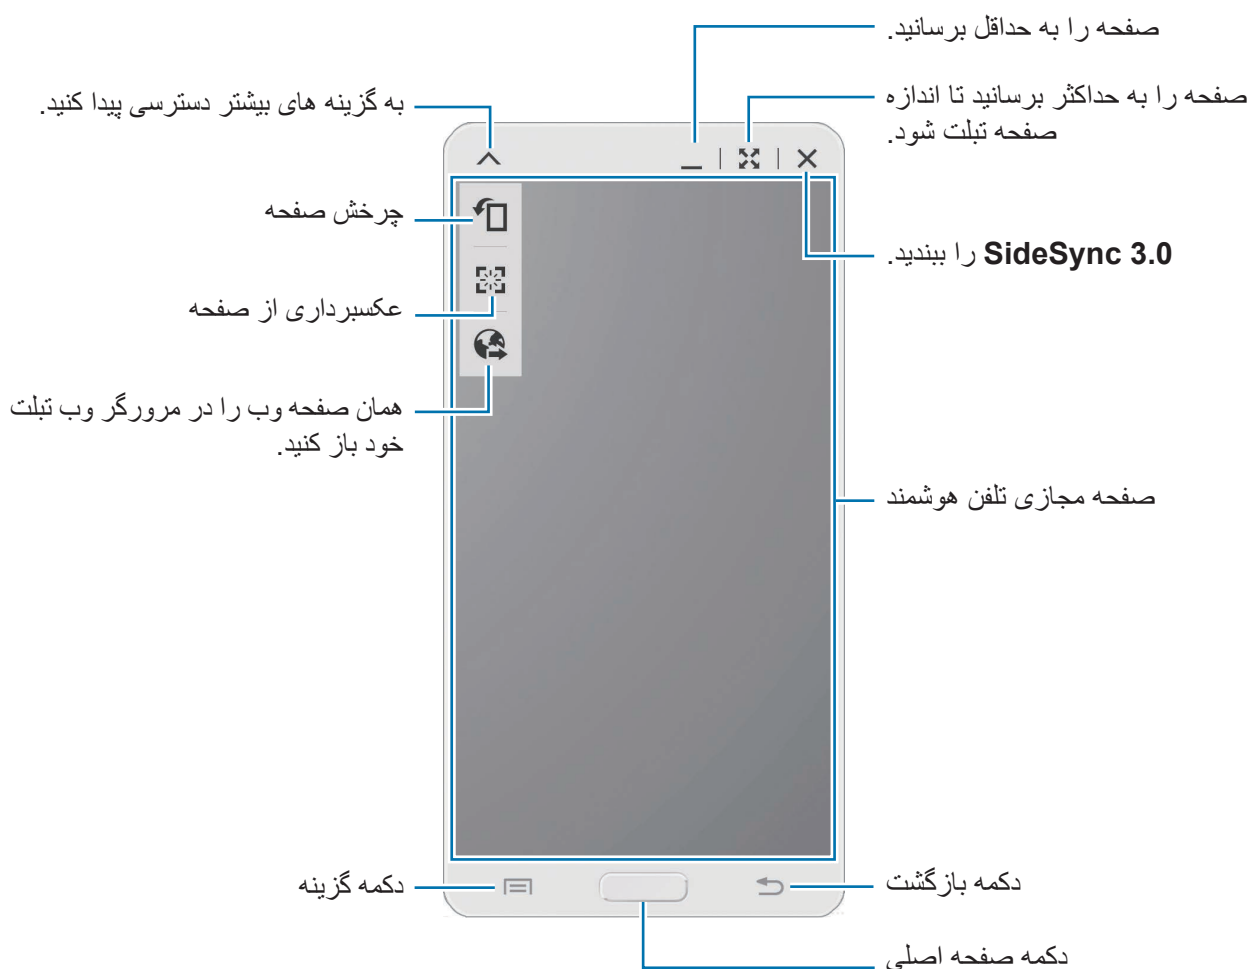 صفحه را به حداقل برسانید.
صفحه را به حداکثر برسانید تا اندازه
صفحه تبلت شود.
SideSync 3.0 را ببندید.
صفحه مجازی تلفن هوشمند
دکمه بازگشت
دکمه صفحه اصلی
به گزینه های بیشتر دسترسی پیدا کنید.
چرخش صفحه
عکسبرداری از صفحه
همان صفحه وب را در مرورگر وب تبلت
خود باز کنید.
دکمه گزینه